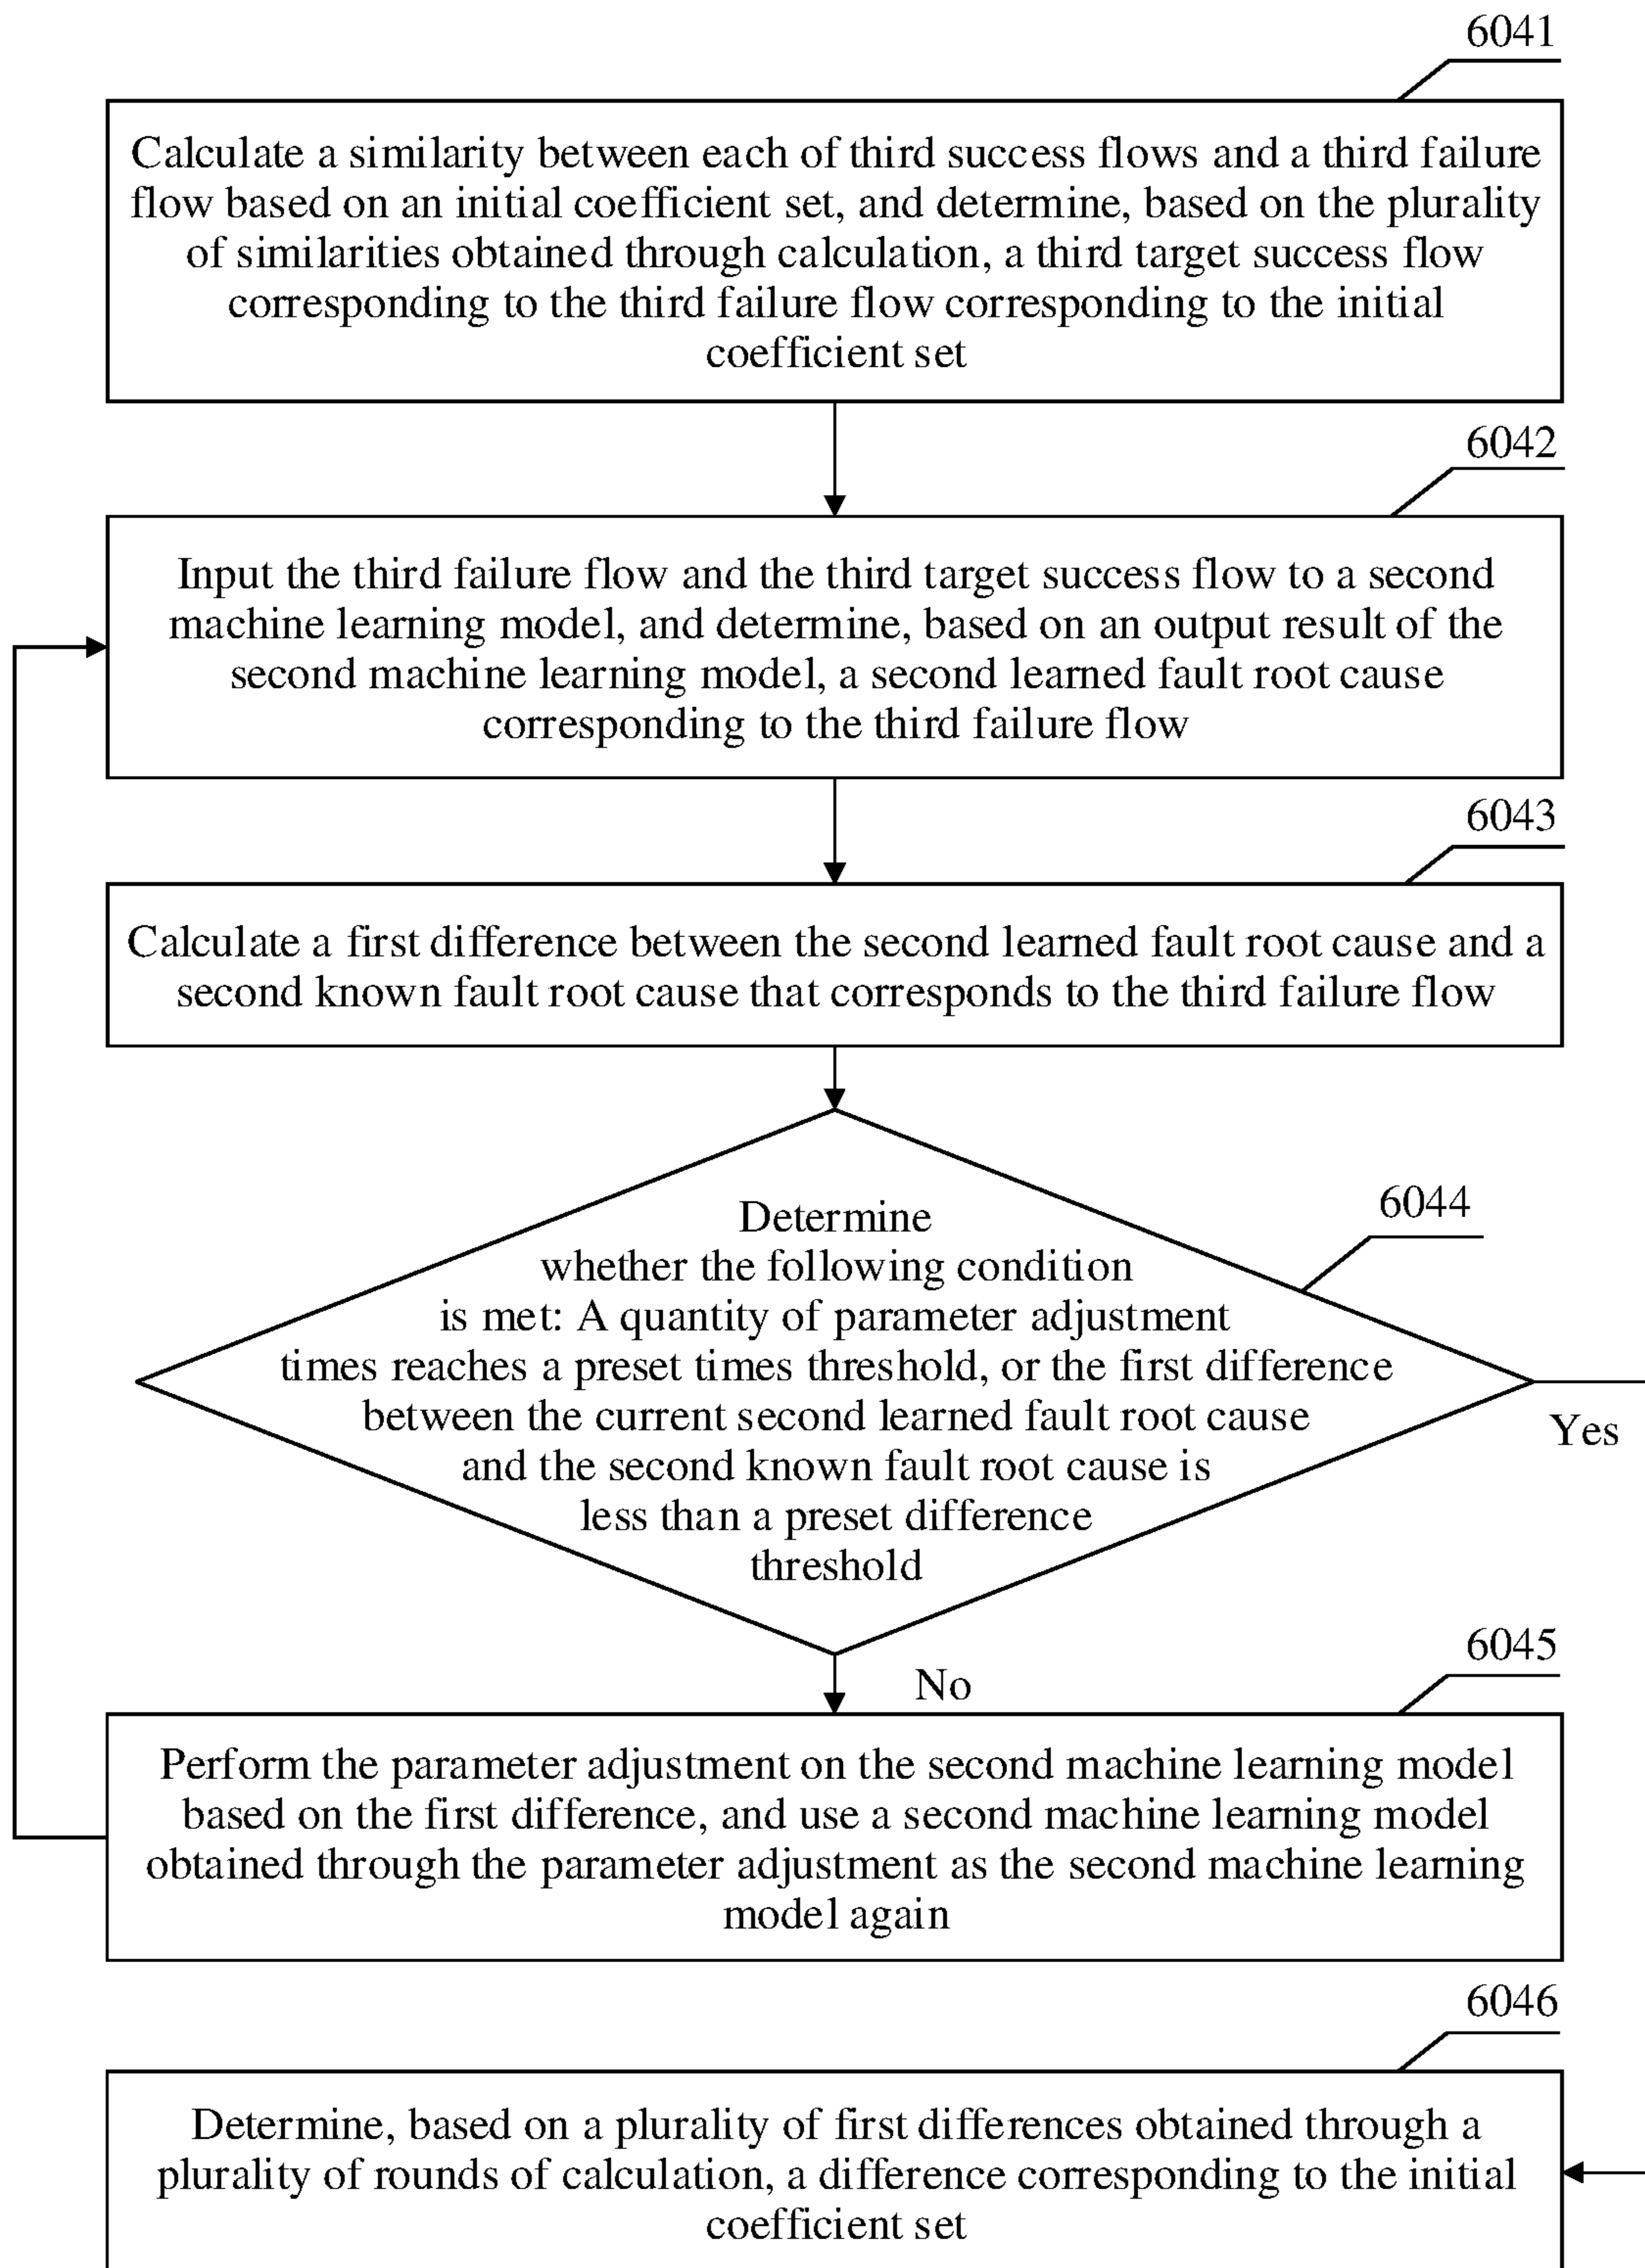 6041
Calculate a similarity between each of third success flows and a third failure
flow based on an initial coefficient set, and determine, based on the plurality
of similarities obtained through calculation, a third target success flow
corresponding to the third failure flow corresponding to the initial
coefficient set
6042
Input the third failure flow and the third target success flow to a second
machine learning model, and determine, based on an output result of the
second machine learning model, a second learned fault root cause
corresponding to the third failure flow
6043
Calculate a first difference between the second learned fault root cause and a
second known fault root cause that corresponds to the third failure flow
6044
Determine
whether the following condition
is met: A quantity of parameter adjustment
times reaches a preset times threshold, or the first difference
between the current second learned fault root cause
and the second known fault root cause is
less than a preset difference
threshold
Yes
No
6045
Perform the parameter adjustment on the second machine learning model
based on the first difference, and use a second machine learning model
obtained through the parameter adjustment as the second machine learning
model again
6046
Determine, based on a plurality of first differences obtained through a
plurality of rounds of calculation, a difference corresponding to the initial
coefficient set